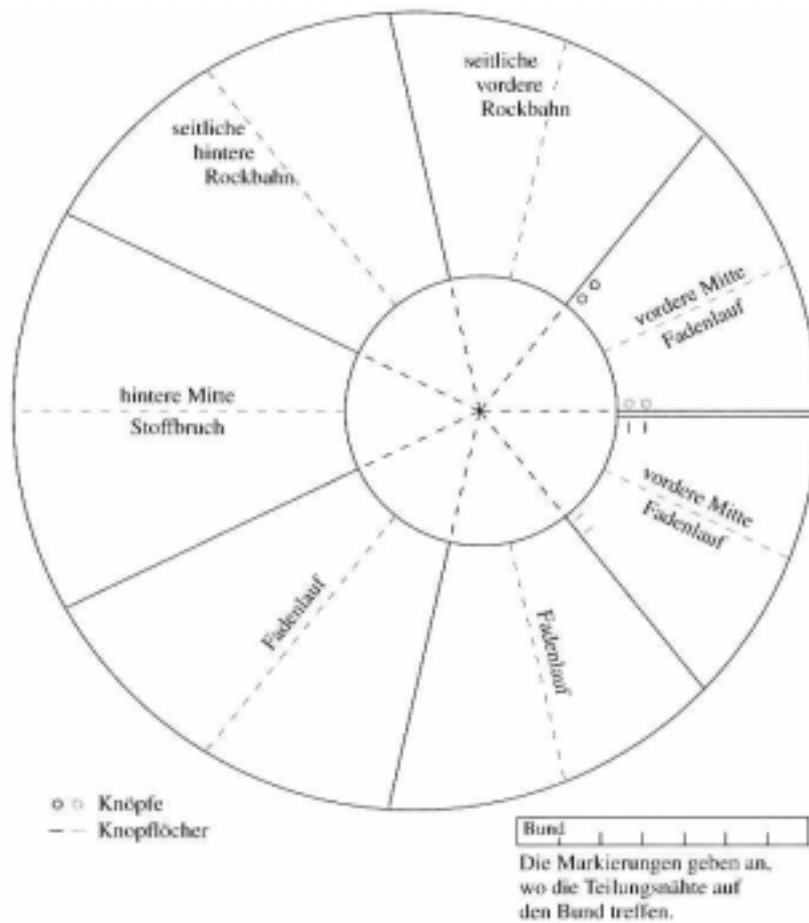 seitliche
vordere
Rockbahn
seitliche
hintere
Rockbahn
vordere Mitte
Fadenlauf
hintere Mitte
Stoffbruch
vordere Mitte
Fadenlauf
Fadenlauf
Fadenlauf
Knöpfe
Knopflöcher
Bund
Die Markierungen geben an,
wo die Teilungsnähte auf
den Bund treffen.